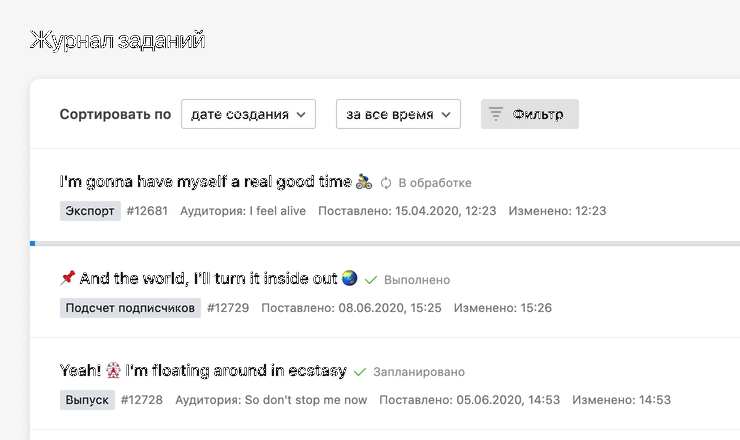 Журнал заданий
Сортировать по дате создания за все время Фильтр
I'm gonna have myself a real good time 🚴 В обработке
Экспорт #12681 Аудитория: I feel alive Поставлено: 15.04.2020, 12:23 Изменено: 12:23
📌 And the world, I'll turn it inside out 🌏 Выполнено
Подсчет подписчиков #12729 Поставлено: 08.06.2020, 15:25 Изменено: 15:26
Yeah! 🎡 I'm floating around in ecstasy Запланировано
Выпуск #12728 Аудитория: So don't stop me now Поставлено: 05.06.2020, 14:53 Изменено: 14:53